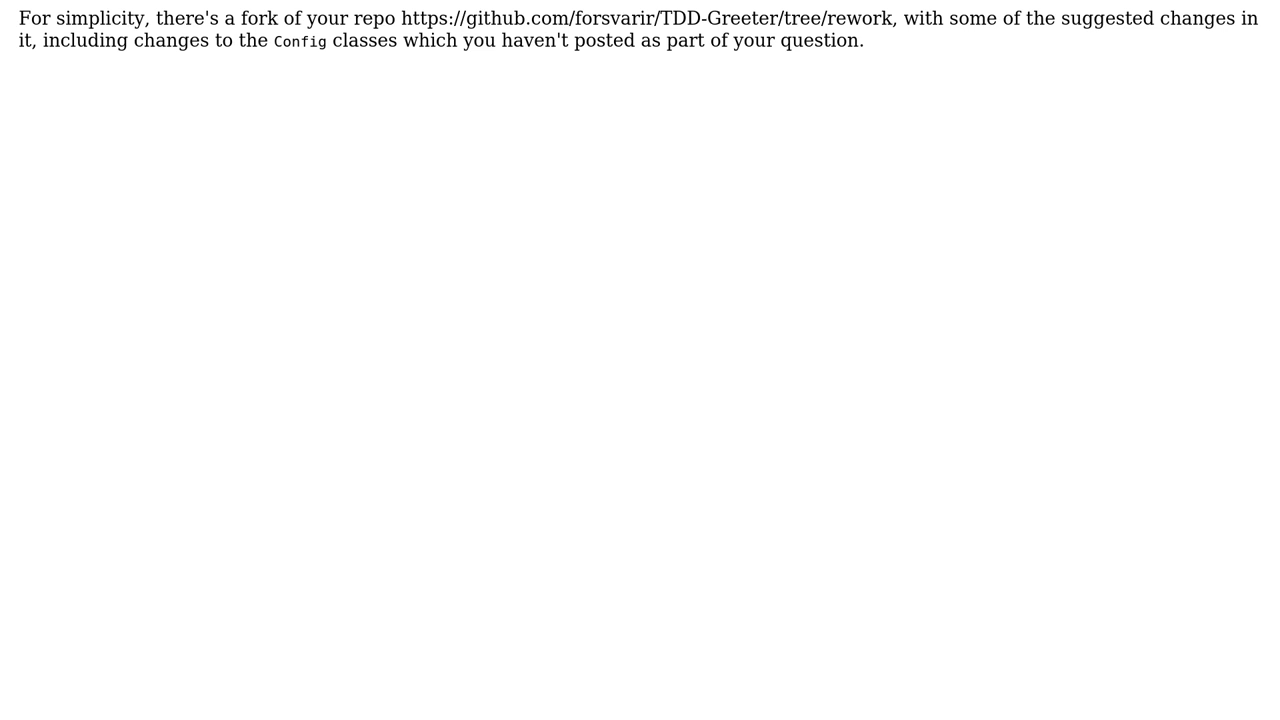 For simplicity, there's a fork of your repo https://github.com/forsvarir/TDD-Greeter/tree/rework, with some of the suggested changes in
it, including changes to the Config classes which you haven't posted as part of your question.